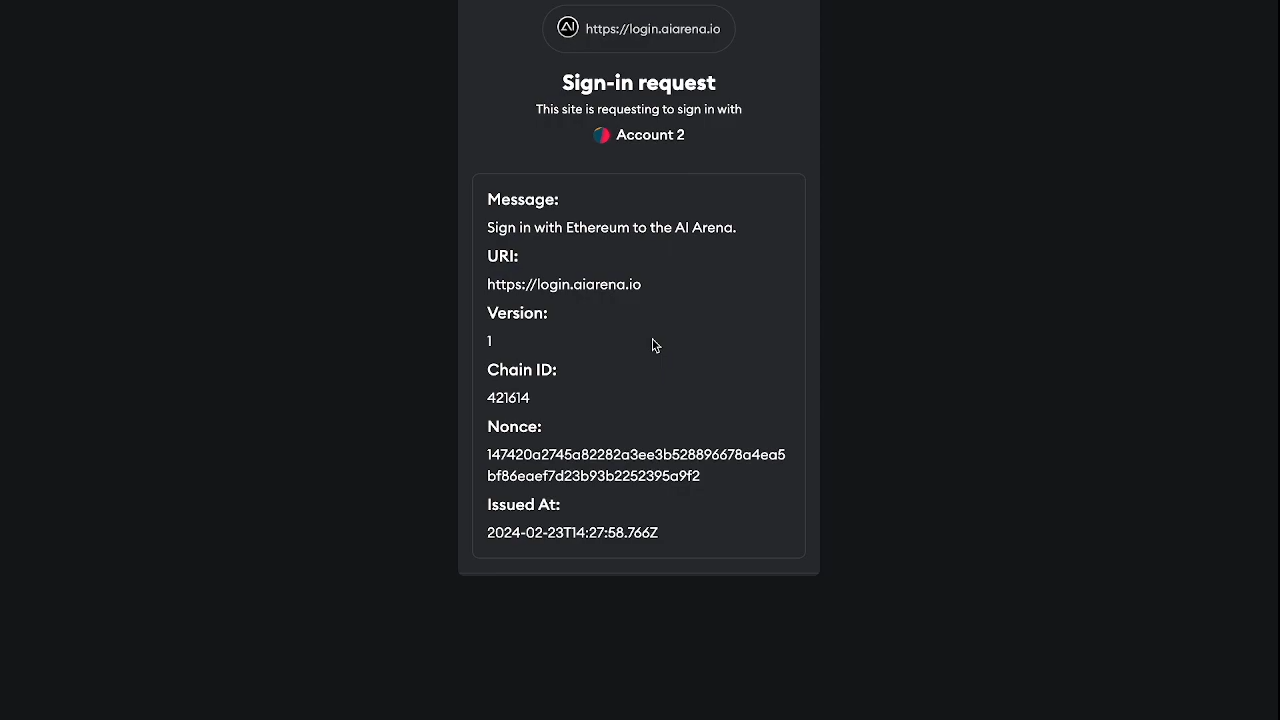 AI https://login.aiarena.io
Sign-in request
This site is requesting to sign in with
Account 2
Message:
Sign in with Ethereum to the AI Arena.
URI:
https://login.aiarena.io
Version:
1
Chain ID:
421614
Nonce:
147420a2745a82282a3ee3b528896678a4ea5
bf86eaef7d23b93b2252395a9f2
Issued At:
2024-02-23T14:27:58.766Z